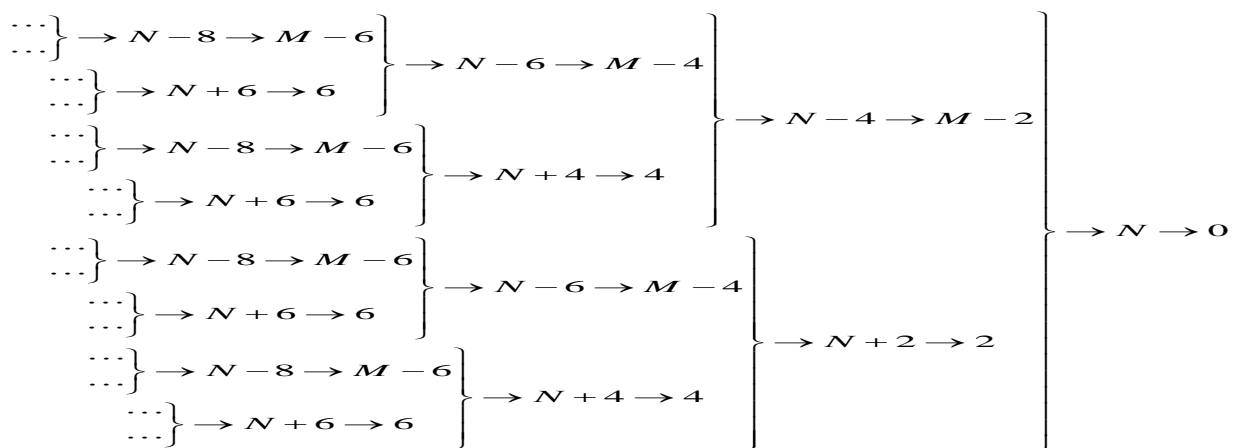 ⋯
⋯ } → N − 8 → M − 6
} → N − 6 → M − 4
⋯
⋯ } → N + 6 → 6
} → N − 4 → M − 2
⋯
⋯ } → N − 8 → M − 6
} → N + 4 → 4
⋯
⋯ } → N + 6 → 6
} → N → 0
⋯
⋯ } → N − 8 → M − 6
} → N − 6 → M − 4
⋯
⋯ } → N + 6 → 6
} → N + 2 → 2
⋯
⋯ } → N − 8 → M − 6
} → N + 4 → 4
⋯
⋯ } → N + 6 → 6